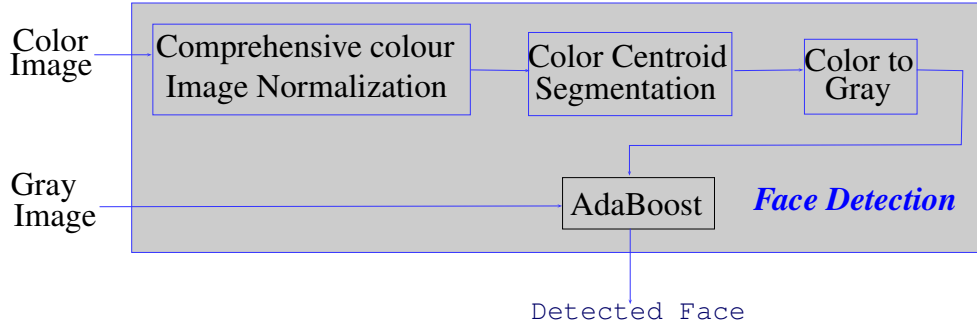 Color
Image
Comprehensive colour
Image Normalization
Color Centroid
Segmentation
Color to
Gray
Gray
Image
AdaBoost
Face Detection
Detected Face